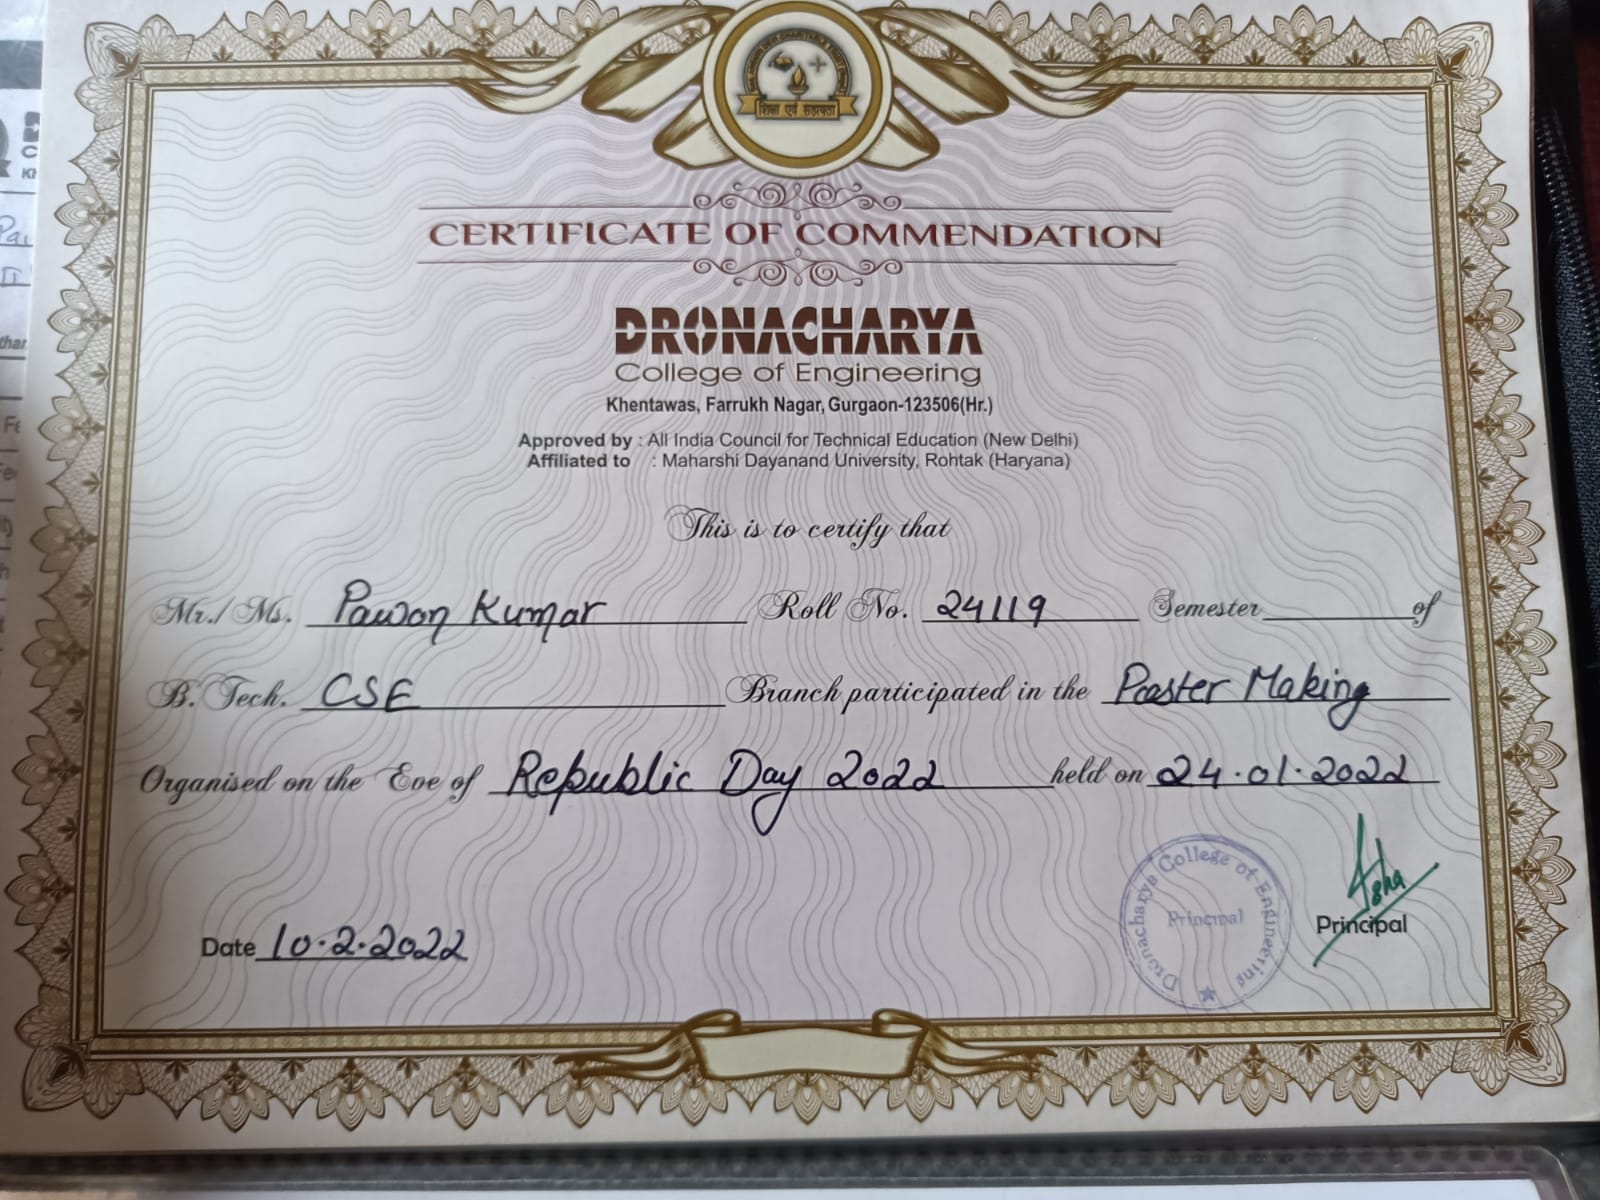 शिक्षा एवं सहायता
CERTIFICATE OF COMMENDATION
DRONACHARYA
College of Engineering
Khentawas, Farrukh Nagar, Gurgaon-123506(Hr.)
Approved by : All India Council for Technical Education (New Delhi)
Affiliated to : Maharshi Dayanand University, Rohtak (Haryana)
This is to certify that
Mr./ Ms. Pawan Kumar Roll No. 24119 Semester of
B. Tech. CSE Branch participated in the Poster Making
Organised on the Eve of Republic Day 2022 held on 24.01.2022
Dronacharya College of Engineering
Principal
Asha
Principal
Date 10.2.2022